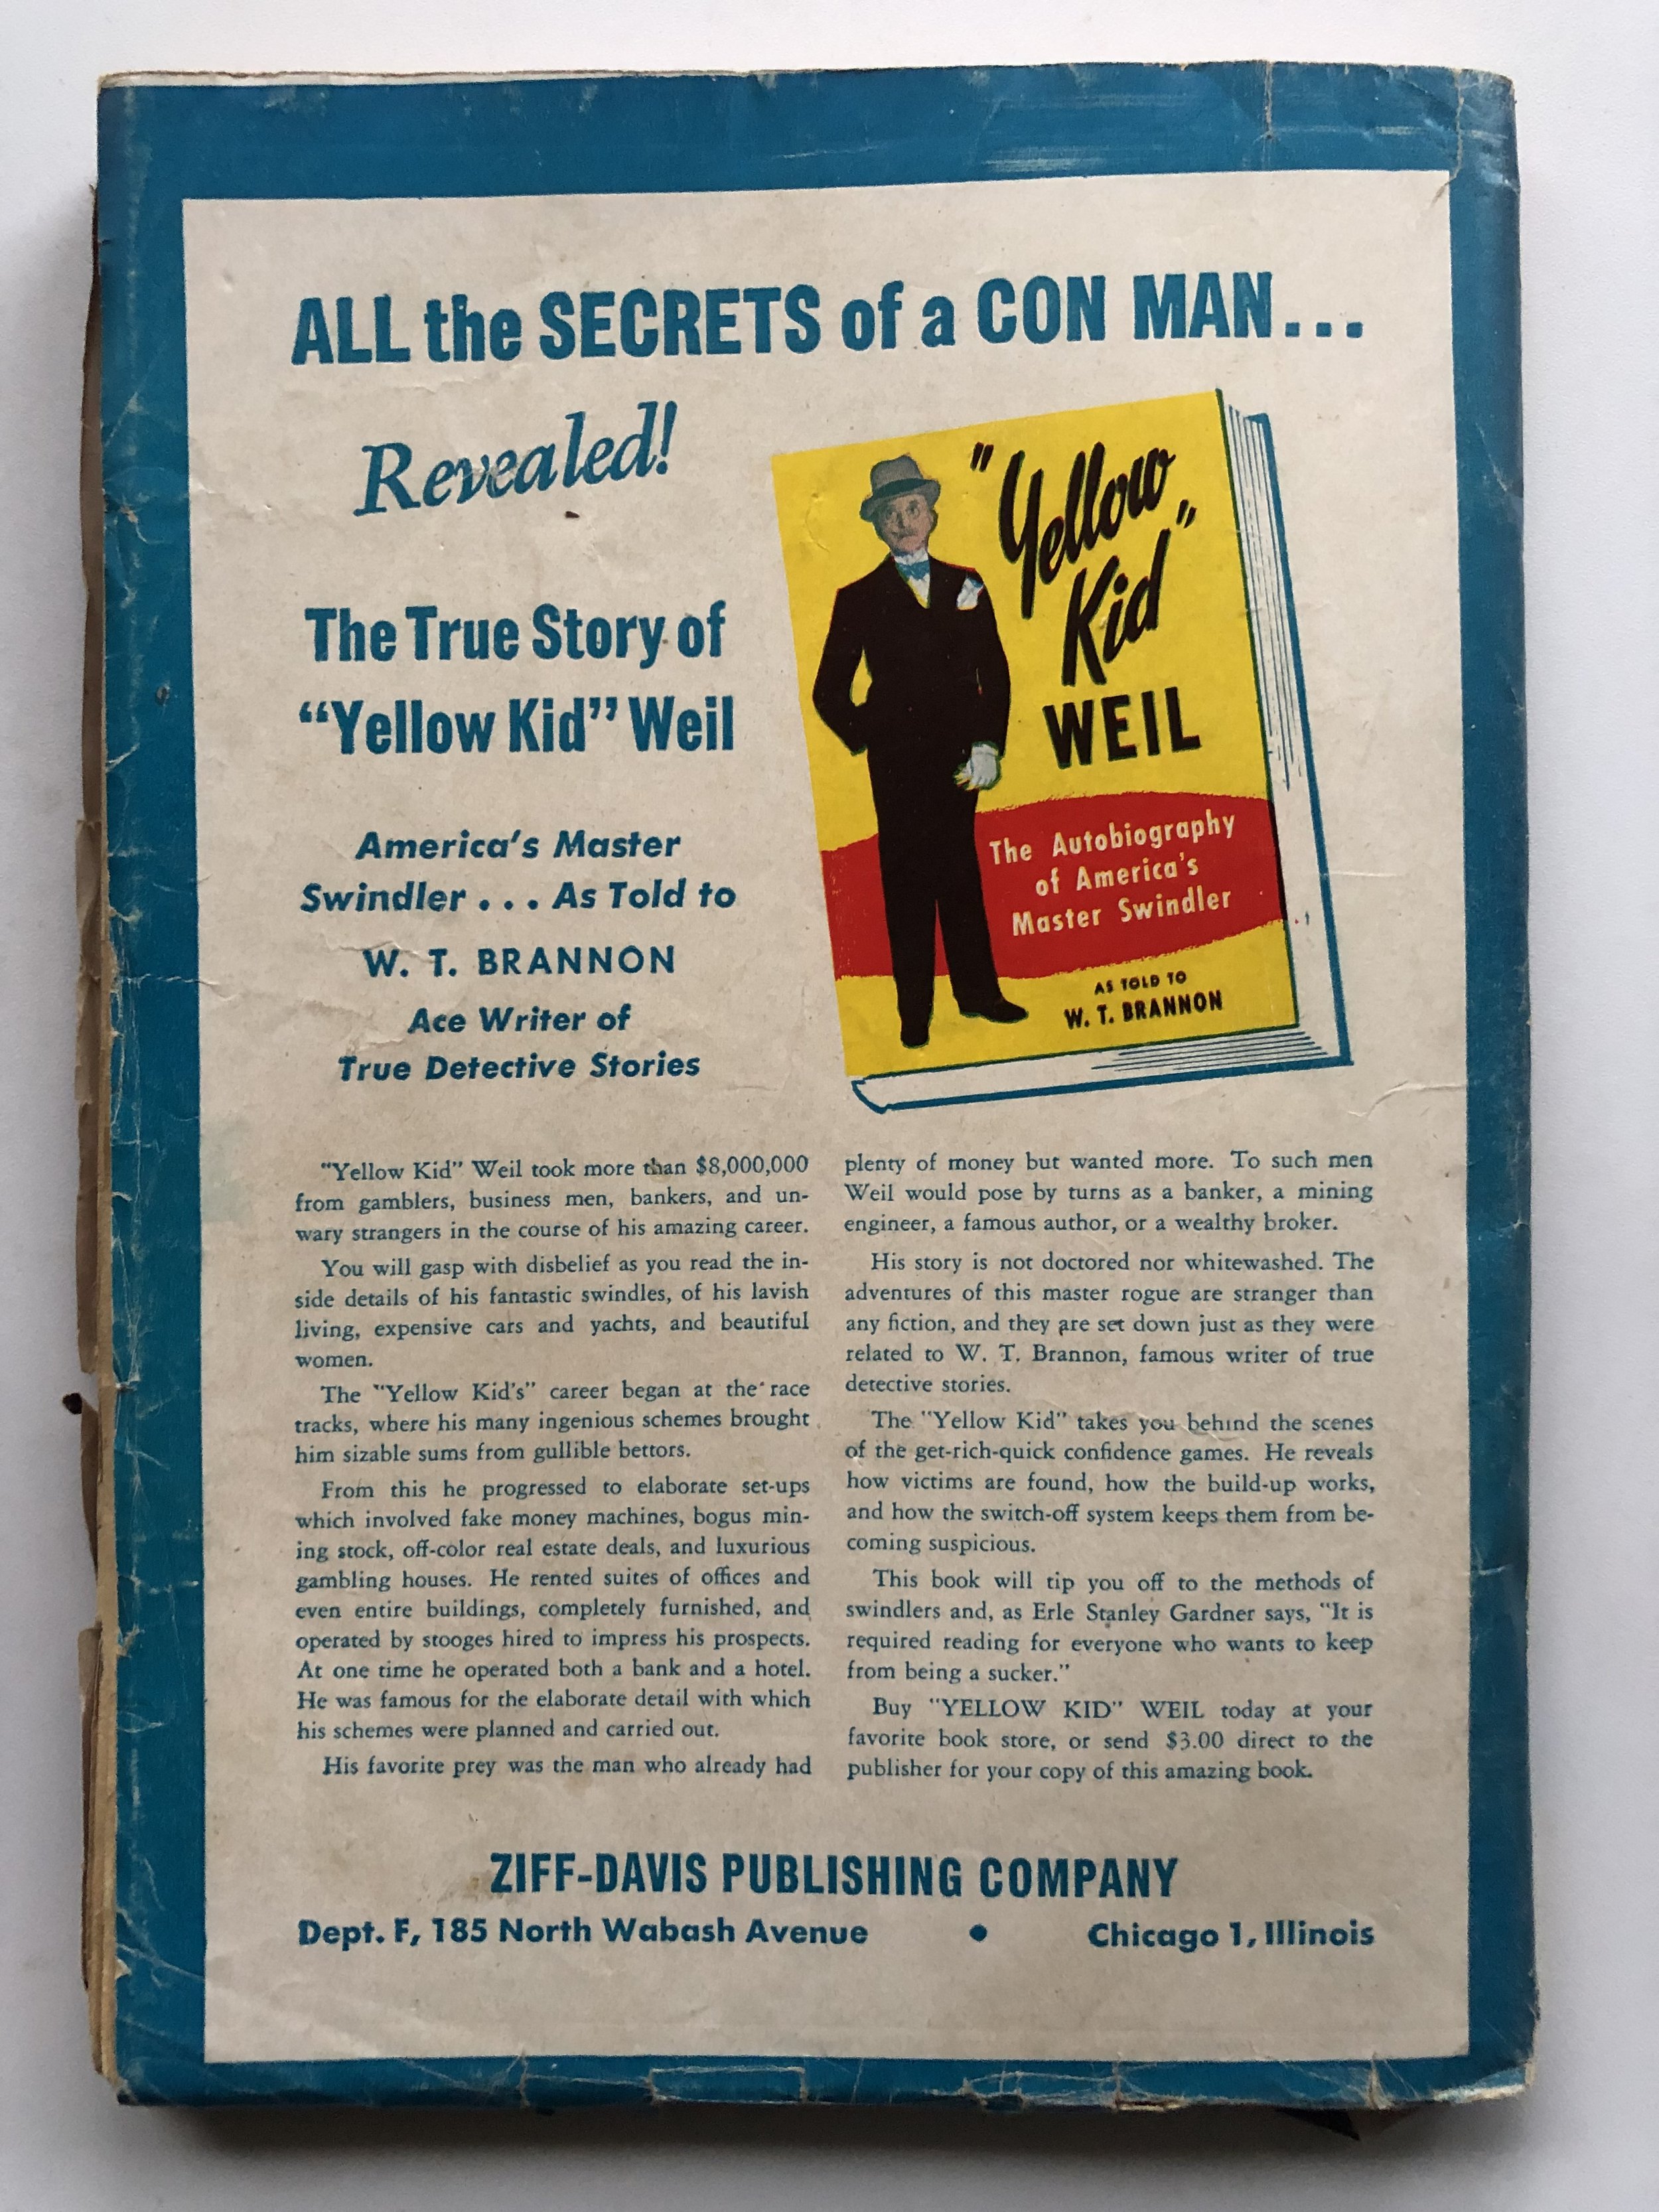 ALL the SECRETS of a CON MAN...
Revealed!
The True Story of
“Yellow Kid” Weil
America's Master
Swindler . . . As Told to
W. T. BRANNON
Ace Writer of
True Detective Stories
"Yellow
Kid"
WEIL
The Autobiography
of America's
Master Swindler
AS TOLD TO
W. T. BRANNON
"Yellow Kid" Weil took more than $8,000,000
from gamblers, business men, bankers, and un-
wary strangers in the course of his amazing career.
You will gasp with disbelief as you read the in-
side details of his fantastic swindles, of his lavish
living, expensive cars and yachts, and beautiful
women.
The "Yellow Kid's" career began at the race
tracks, where his many ingenious schemes brought
him sizable sums from gullible bettors.
From this he progressed to elaborate set-ups
which involved fake money machines, bogus min-
ing stock, off-color real estate deals, and luxurious
gambling houses. He rented suites of offices and
even entire buildings, completely furnished, and
operated by stooges hired to impress his prospects.
At one time he operated both a bank and a hotel.
He was famous for the elaborate detail with which
his schemes were planned and carried out.
His favorite prey was the man who already had
plenty of money but wanted more. To such men
Weil would pose by turns as a banker, a mining
engineer, a famous author, or a wealthy broker.
His story is not doctored nor whitewashed. The
adventures of this master rogue are stranger than
any fiction, and they are set down just as they were
related to W. T. Brannon, famous writer of true
detective stories.
The "Yellow Kid" takes you behind the scenes
of the get-rich-quick confidence games. He reveals
how victims are found, how the build-up works,
and how the switch-off system keeps them from be-
coming suspicious.
This book will tip you off to the methods of
swindlers and, as Erle Stanley Gardner says, "It is
required reading for everyone who wants to keep
from being a sucker."
Buy "YELLOW KID" WEIL today at your
favorite book store, or send $3.00 direct to the
publisher for your copy of this amazing book.
ZIFF-DAVIS PUBLISHING COMPANY
Dept. F, 185 North Wabash Avenue • Chicago 1, Illinois